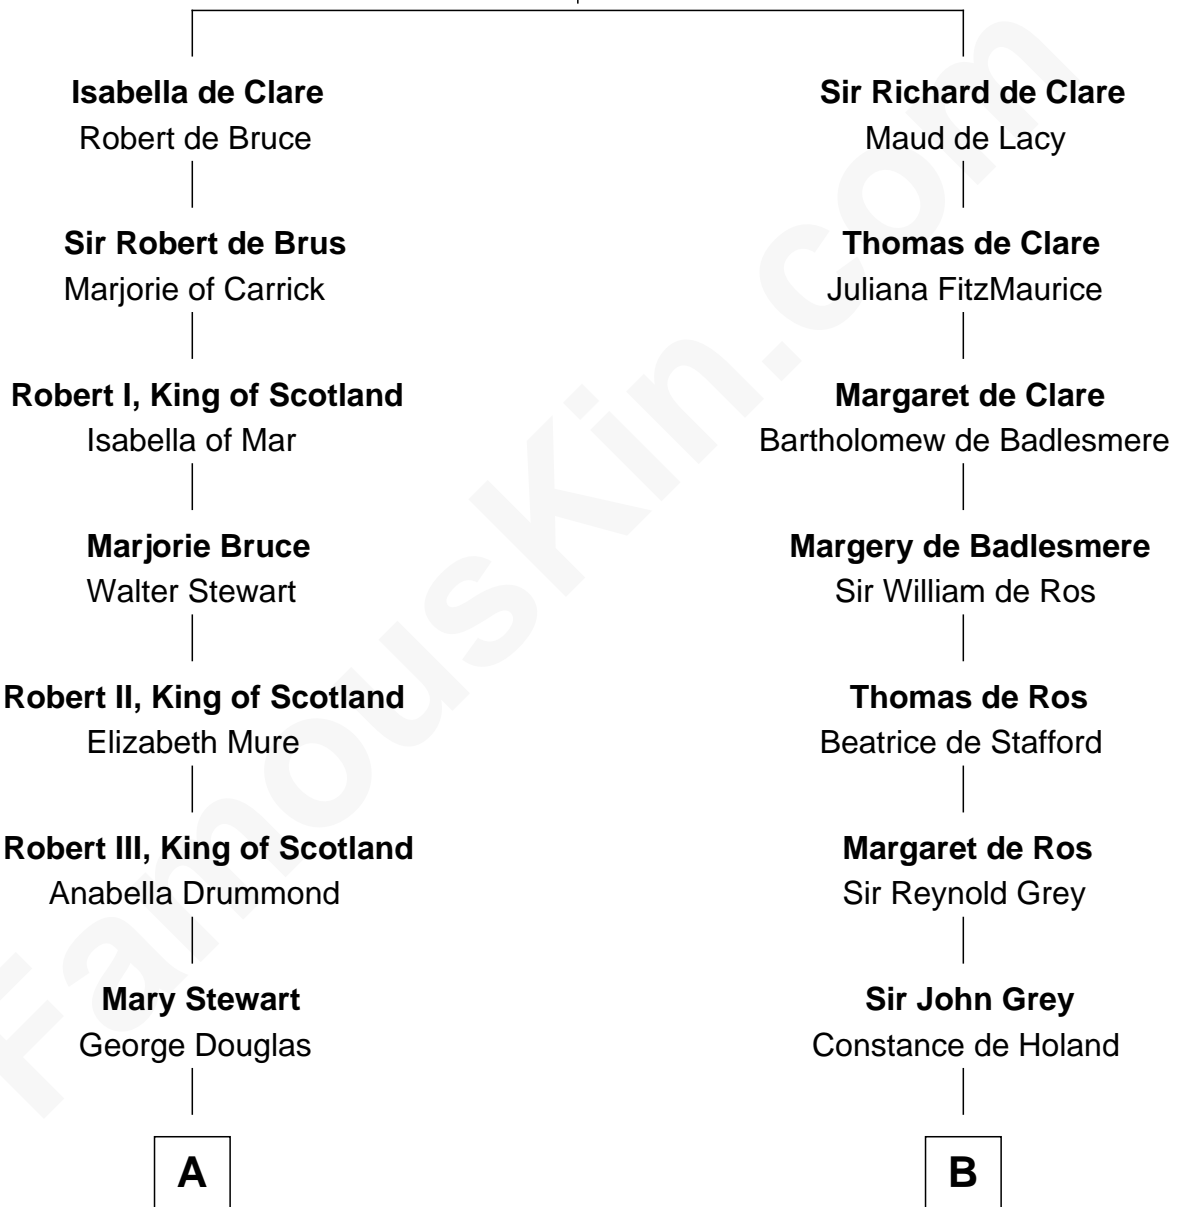 Isabella de Clare
Robert de Bruce
Sir Robert de Brus
Marjorie of Carrick
Robert I, King of Scotland
Isabella of Mar
Marjorie Bruce
Walter Stewart
Robert II, King of Scotland
Elizabeth Mure
Robert III, King of Scotland
Anabella Drummond
Mary Stewart
George Douglas
A
Sir Richard de Clare
Maud de Lacy
Thomas de Clare
Juliana FitzMaurice
Margaret de Clare
Bartholomew de Badlesmere
Margery de Badlesmere
Sir William de Ros
Thomas de Ros
Beatrice de Stafford
Margaret de Ros
Sir Reynold Grey
Sir John Grey
Constance de Holand
B
FamousKin.com